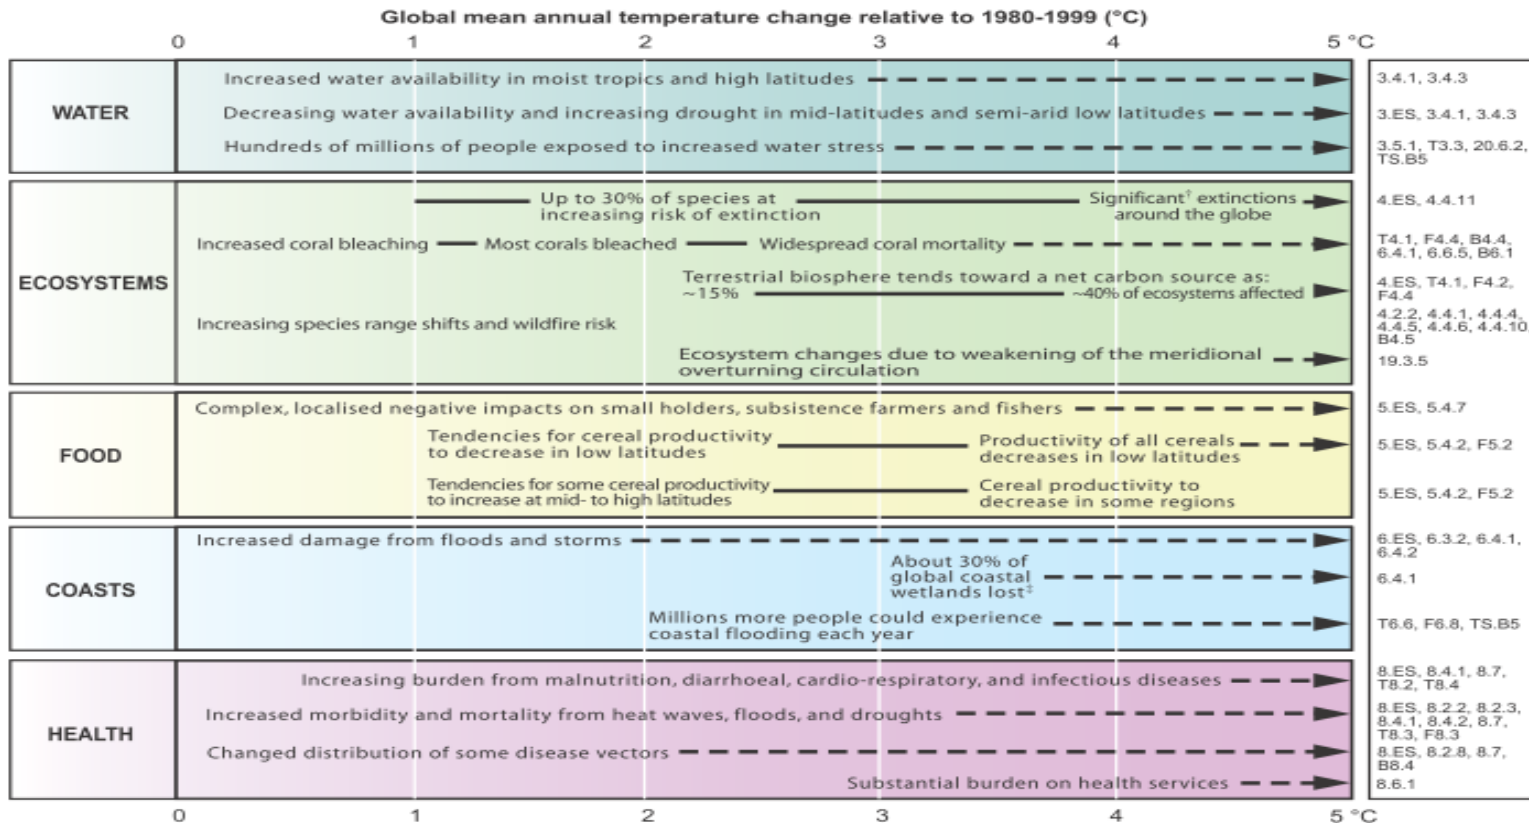 Global mean annual temperature change relative to 1980-1999 (°C)
0 1 2 3 4 5 °C
WATER
Increased water availability in moist tropics and high latitudes
3.4.1, 3.4.3
Decreasing water availability and increasing drought in mid-latitudes and semi-arid low latitudes
3.ES, 3.4.1, 3.4.3
Hundreds of millions of people exposed to increased water stress
3.5.1, T3.3, 20.6.2,
TS.B5
ECOSYSTEMS
Up to 30% of species at
increasing risk of extinction
Significant† extinctions
around the globe
4.ES, 4.4.11
Increased coral bleaching Most corals bleached Widespread coral mortality
T4.1, F4.4, B4.4,
6.4.1, 6.6.5, B6.1
Terrestrial biosphere tends toward a net carbon source as:
~15% ~40% of ecosystems affected
4.ES, T4.1, F4.2,
F4.4
Increasing species range shifts and wildfire risk
4.2.2, 4.4.1, 4.4.4,
4.4.5, 4.4.6, 4.4.10,
B4.5
Ecosystem changes due to weakening of the meridional
overturning circulation
19.3.5
FOOD
Complex, localised negative impacts on small holders, subsistence farmers and fishers
5.ES, 5.4.7
Tendencies for cereal productivity
to decrease in low latitudes
Productivity of all cereals
decreases in low latitudes
5.ES, 5.4.2, F5.2
Tendencies for some cereal productivity
to increase at mid- to high latitudes
Cereal productivity to
decrease in some regions
5.ES, 5.4.2, F5.2
COASTS
Increased damage from floods and storms
6.ES, 6.3.2, 6.4.1,
6.4.2
About 30% of
global coastal
wetlands lost‡
6.4.1
Millions more people could experience
coastal flooding each year
T6.6, F6.8, TS.B5
HEALTH
Increasing burden from malnutrition, diarrhoeal, cardio-respiratory, and infectious diseases
8.ES, 8.4.1, 8.7,
T8.2, T8.4
Increased morbidity and mortality from heat waves, floods, and droughts
8.ES, 8.2.2, 8.2.3,
8.4.1, 8.4.2, 8.7,
T8.3, F8.3
Changed distribution of some disease vectors
8.ES, 8.2.8, 8.7,
B8.4
Substantial burden on health services
8.6.1
0 1 2 3 4 5 °C